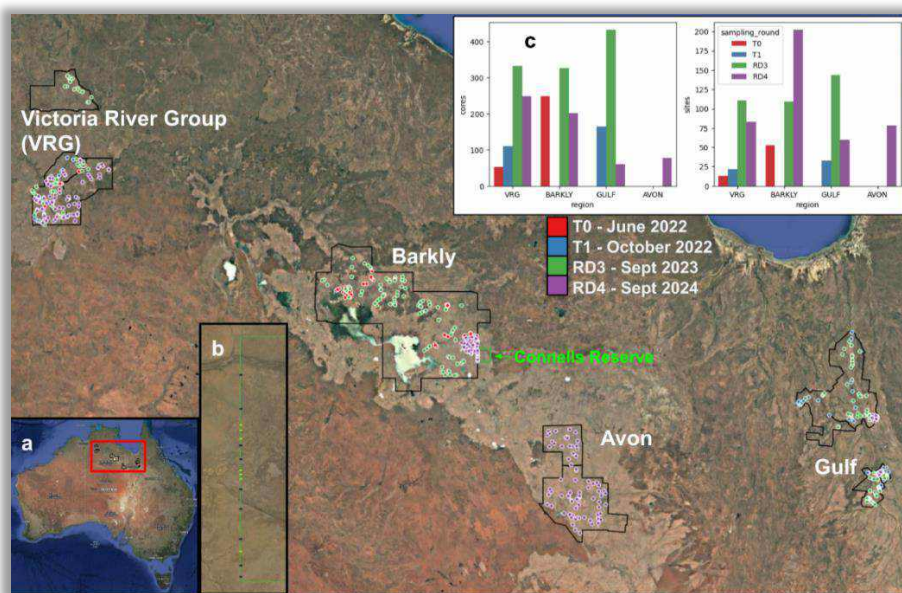 c
cores
400
300
200
100
0
VRG
BARKLY
GULF
AVON
region
sites
200
175
150
125
100
75
50
25
0
sampling_round
T0
T1
RD3
RD4
VRG
BARKLY
GULF
AVON
region
Victoria River Group
(VRG)
T0 - June 2022
T1 - October 2022
RD3 - Sept 2023
RD4 - Sept 2024
Barkly
Connells Reserve
b
a
Avon
Gulf